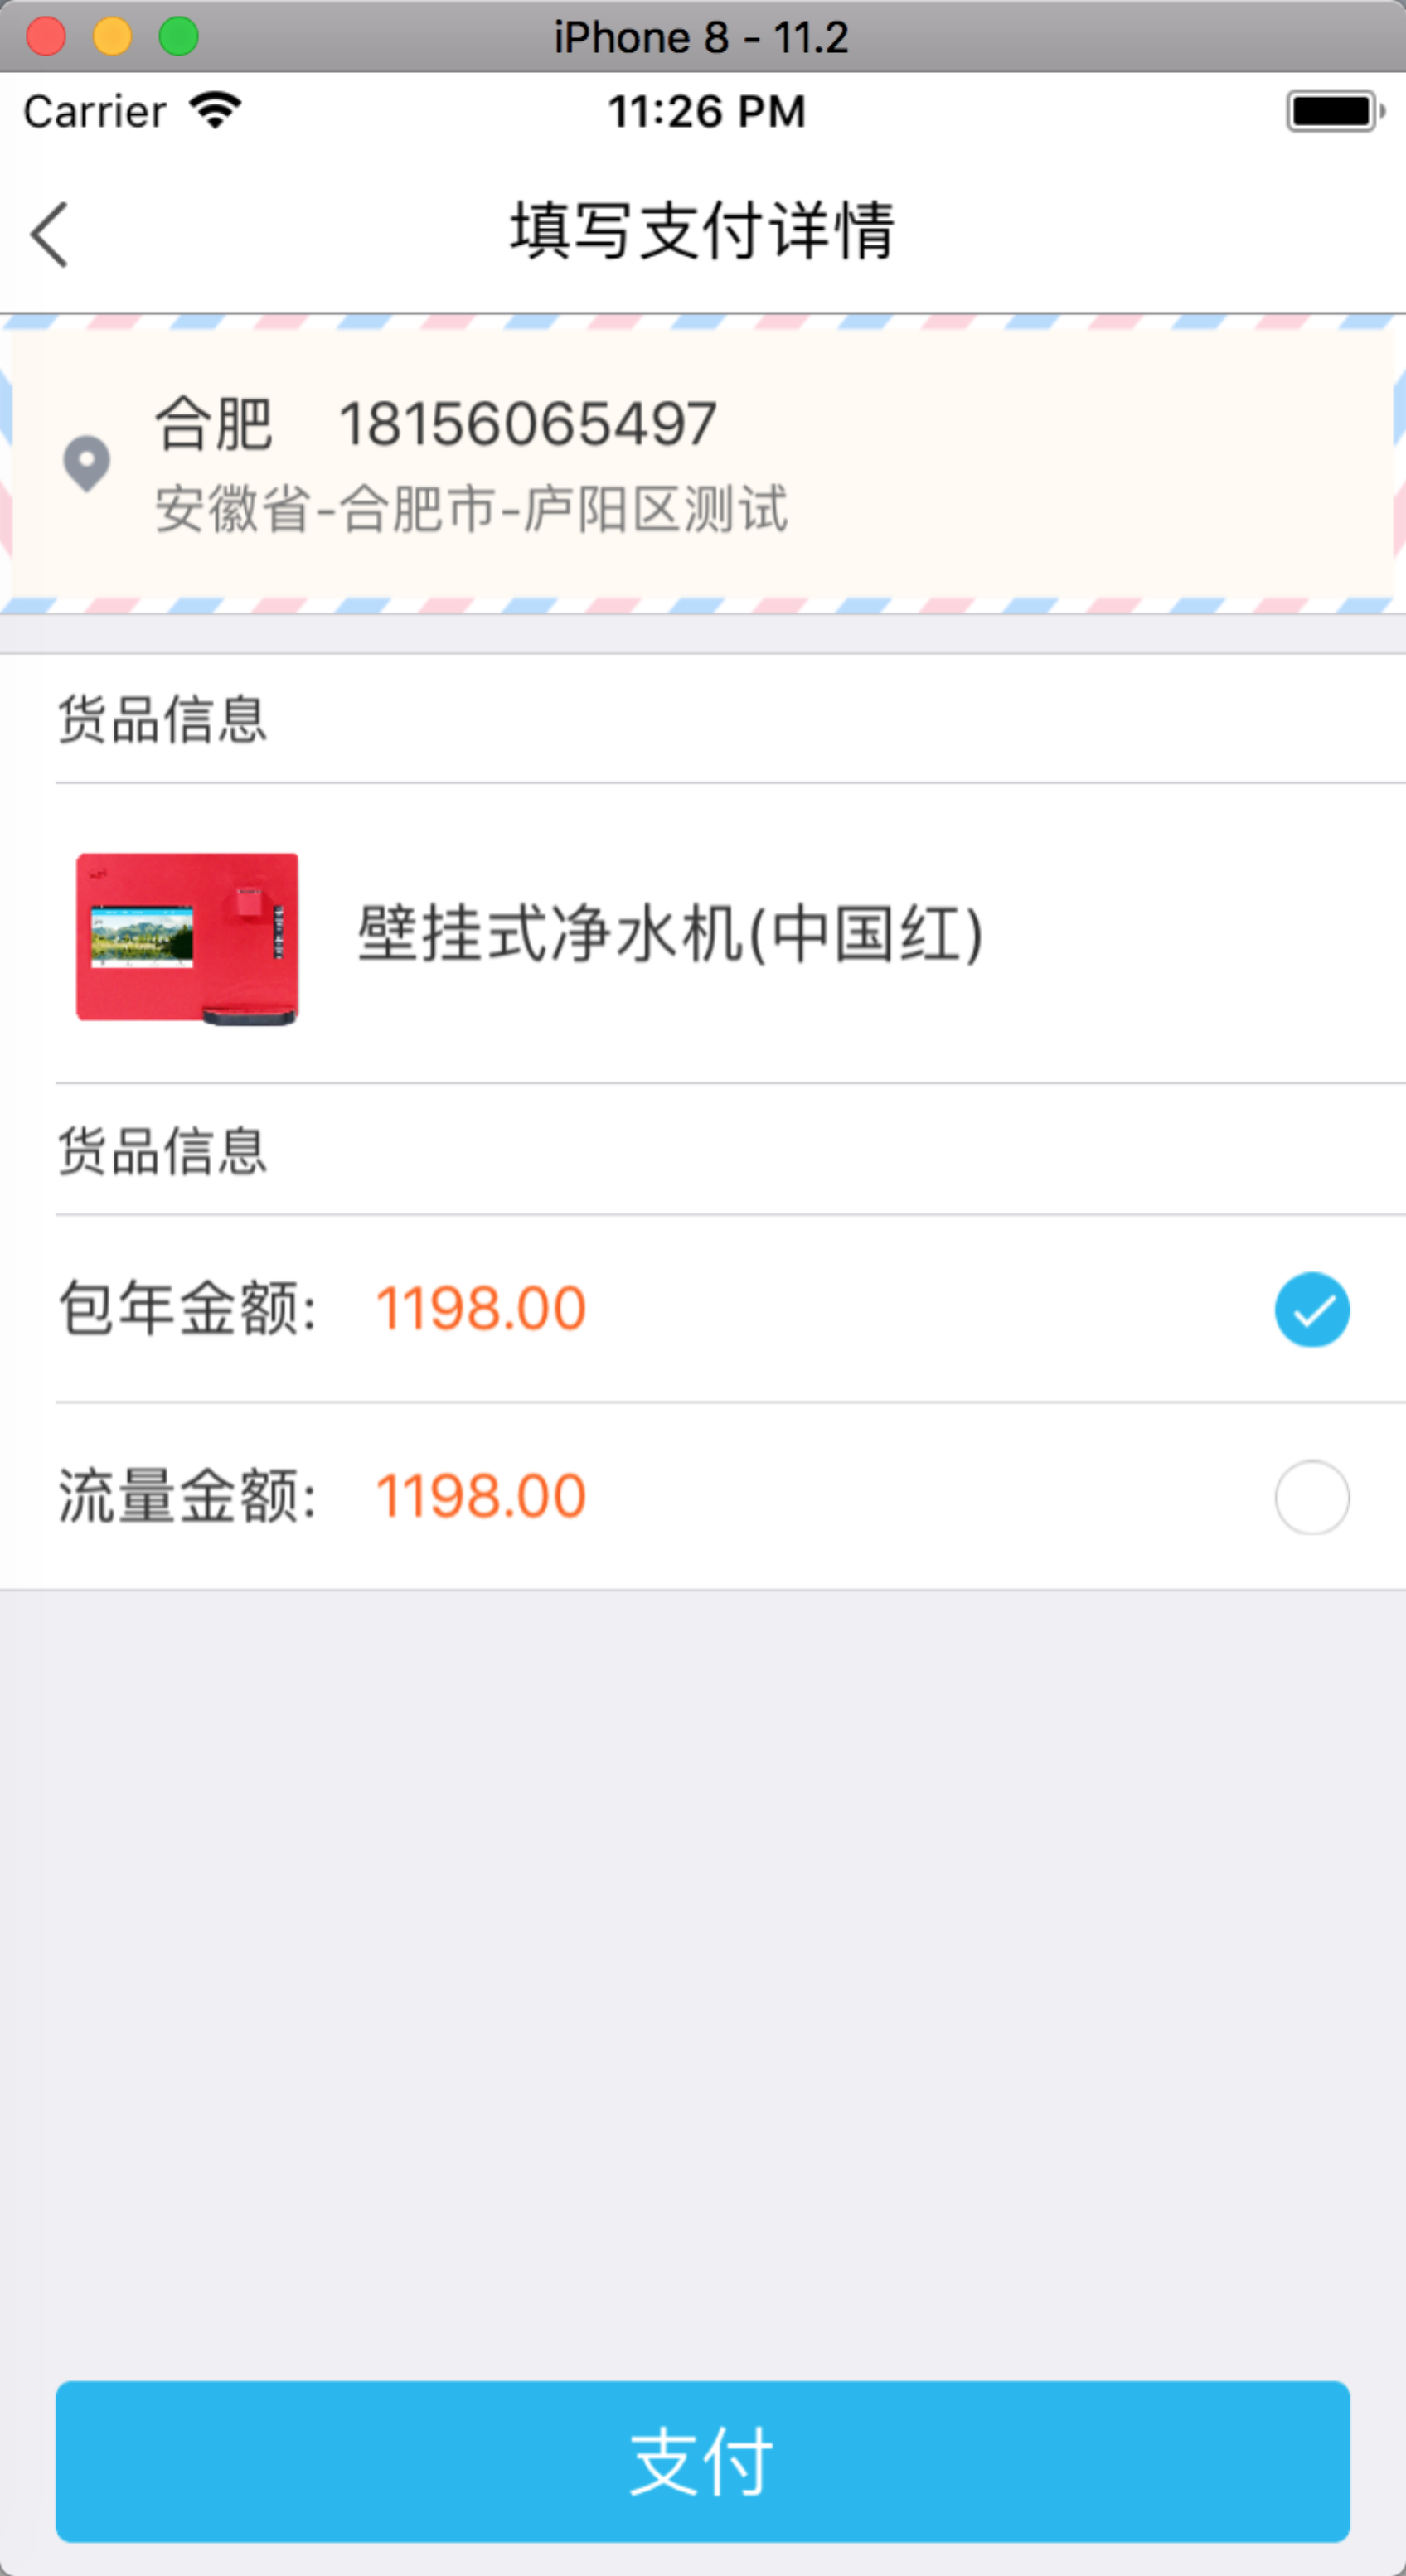 iPhone 8 - 11.2
Carrier 11:26 PM
填写支付详情
合肥 18156065497
安徽省-合肥市-庐阳区测试
货品信息
壁挂式净水机(中国红)
货品信息
包年金额: 1198.00
流量金额: 1198.00
支付